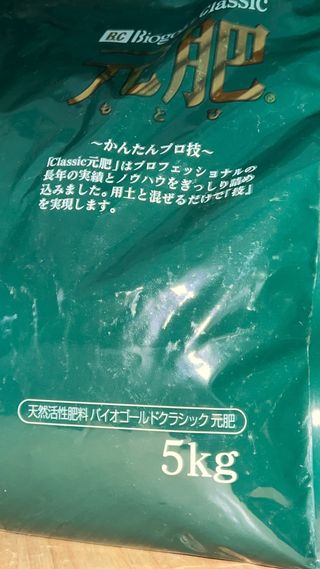 BG Biogold Classic
元肥®
もとひ
～かんたんプロ技～
「Classic元肥」はプロフェッショナルの
長年の実績とノウハウをぎっしり詰め
込みました。用土と混ぜるだけで「技」
を実現します。
天然活性肥料 バイオゴールドクラシック 元肥
5kg